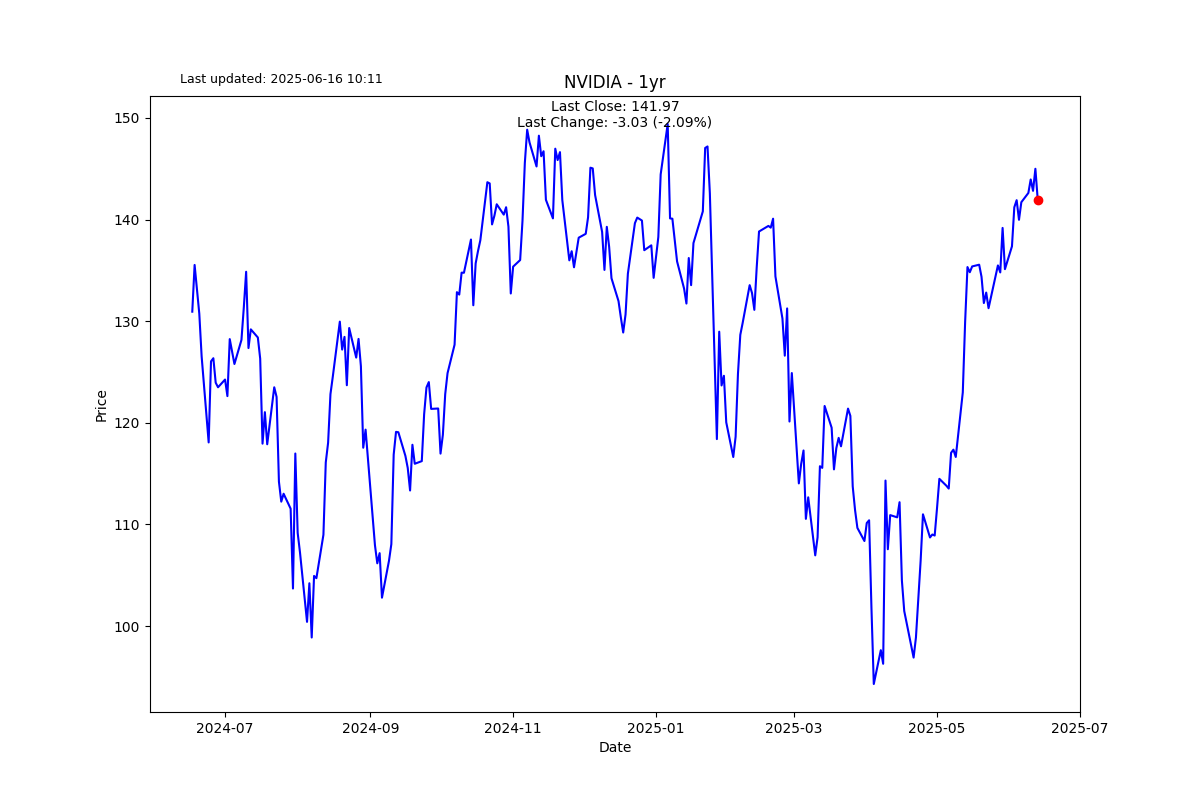 Last updated: 2025-06-16 10:11
NVIDIA - 1yr
Last Close: 141.97
Last Change: -3.03 (-2.09%)
150
140
130
120
110
100
Price
2024-07
2024-09
2024-11
2025-01
2025-03
2025-05
2025-07
Date